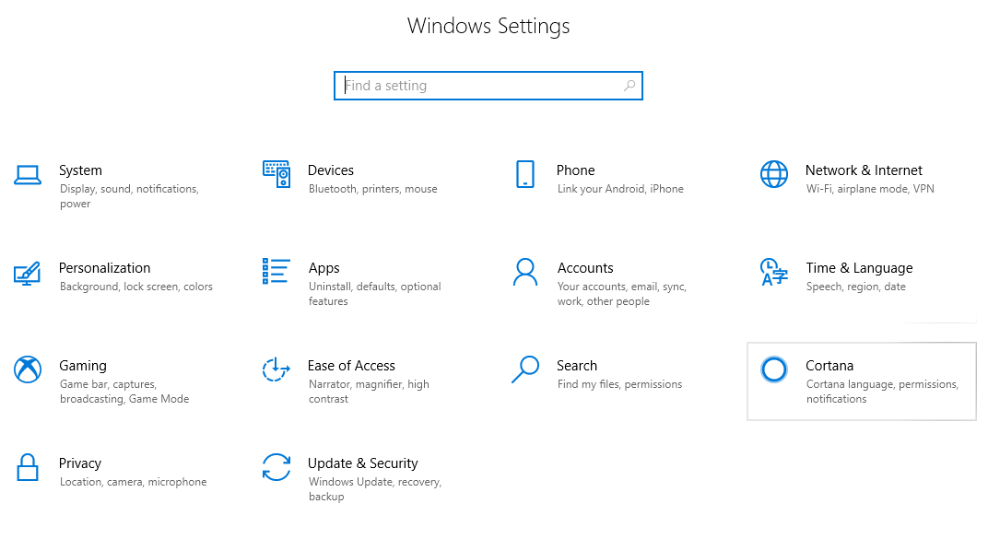 Windows Settings
Find a setting
System
Display, sound, notifications,
power
Devices
Bluetooth, printers, mouse
Phone
Link your Android, iPhone
Network & Internet
Wi-Fi, airplane mode, VPN
Personalization
Background, lock screen, colors
Apps
Uninstall, defaults, optional
features
Accounts
Your accounts, email, sync,
work, other people
Time & Language
Speech, region, date
Gaming
Game bar, captures,
broadcasting, Game Mode
Ease of Access
Narrator, magnifier, high
contrast
Search
Find my files, permissions
Cortana
Cortana language, permissions,
notifications
Privacy
Location, camera, microphone
Update & Security
Windows Update, recovery,
backup